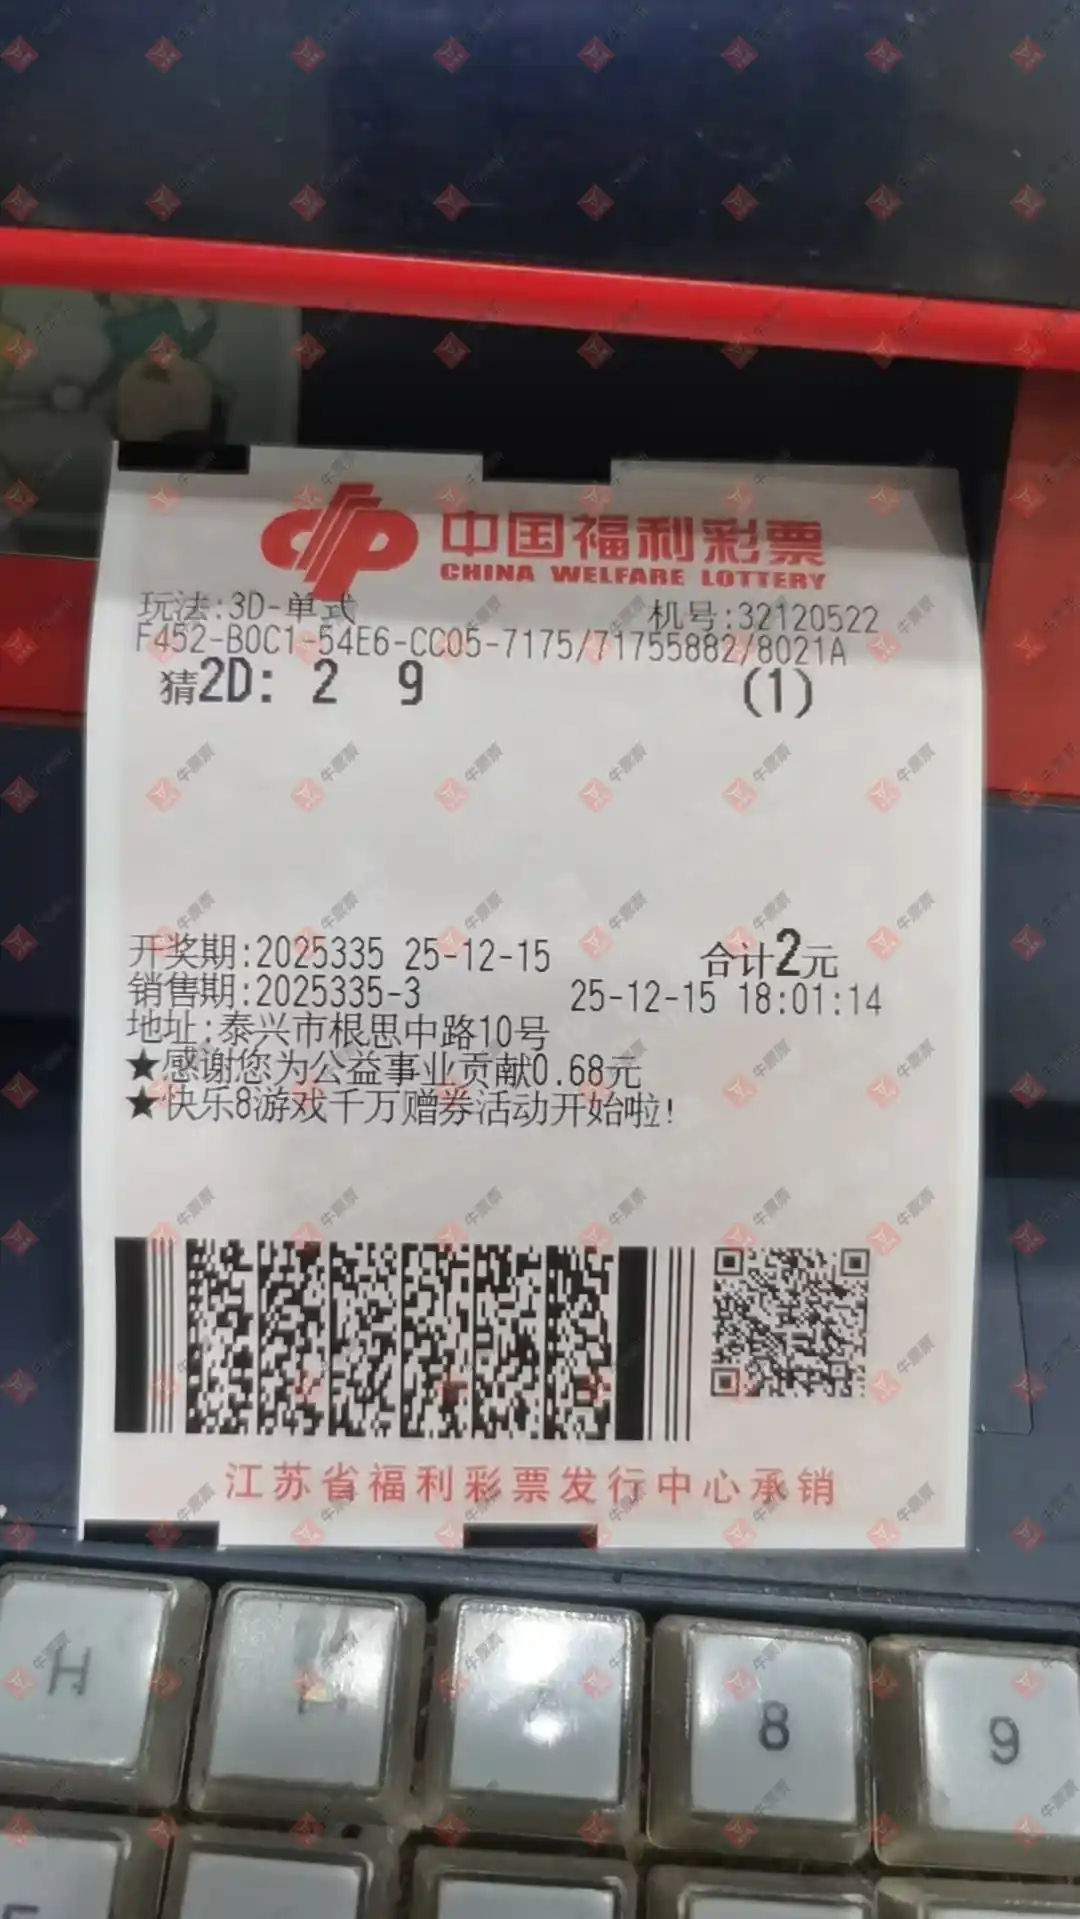 中国福利彩票
CHINA WELFARE LOTTERY
玩法:3D-单式 机号:32120522
F452-B0C1-54E6-CC05-7175/71755882/8021A
猜2D: 2 9 (1)
开奖期:2025335 25-12-15 合计2元
销售期:2025335-3 25-12-15 18:01:14
地址:泰兴市根思中路10号
★感谢您为公益事业贡献0.68元
★快乐8游戏千万赠券活动开始啦!
江苏省福利彩票发行中心承销
H
8
9
牛票票